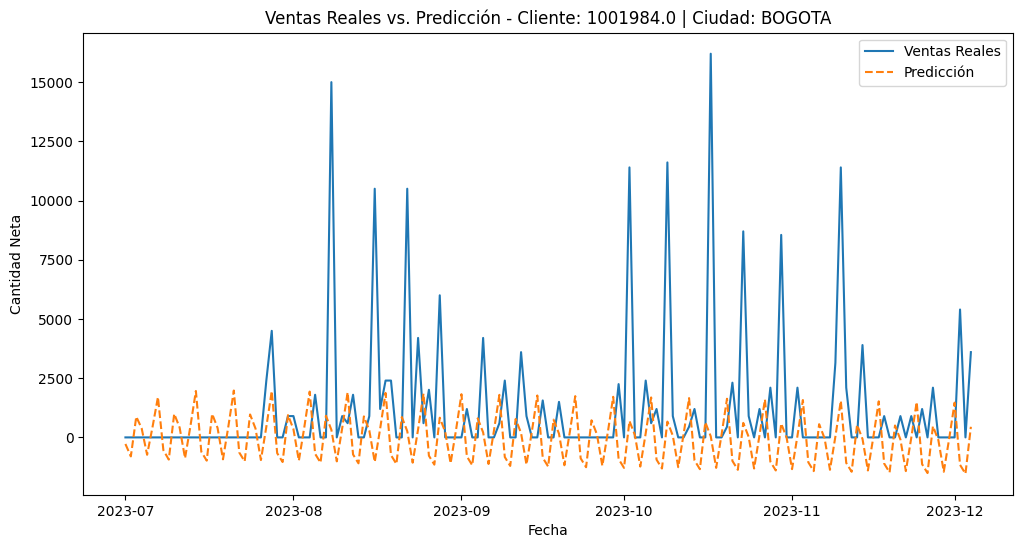 Ventas Reales vs. Predicción - Cliente: 1001984.0 | Ciudad: BOGOTA
Ventas Reales
Predicción
Cantidad Neta
15000
12500
10000
7500
5000
2500
0
2023-07
2023-08
2023-09
2023-10
2023-11
2023-12
Fecha